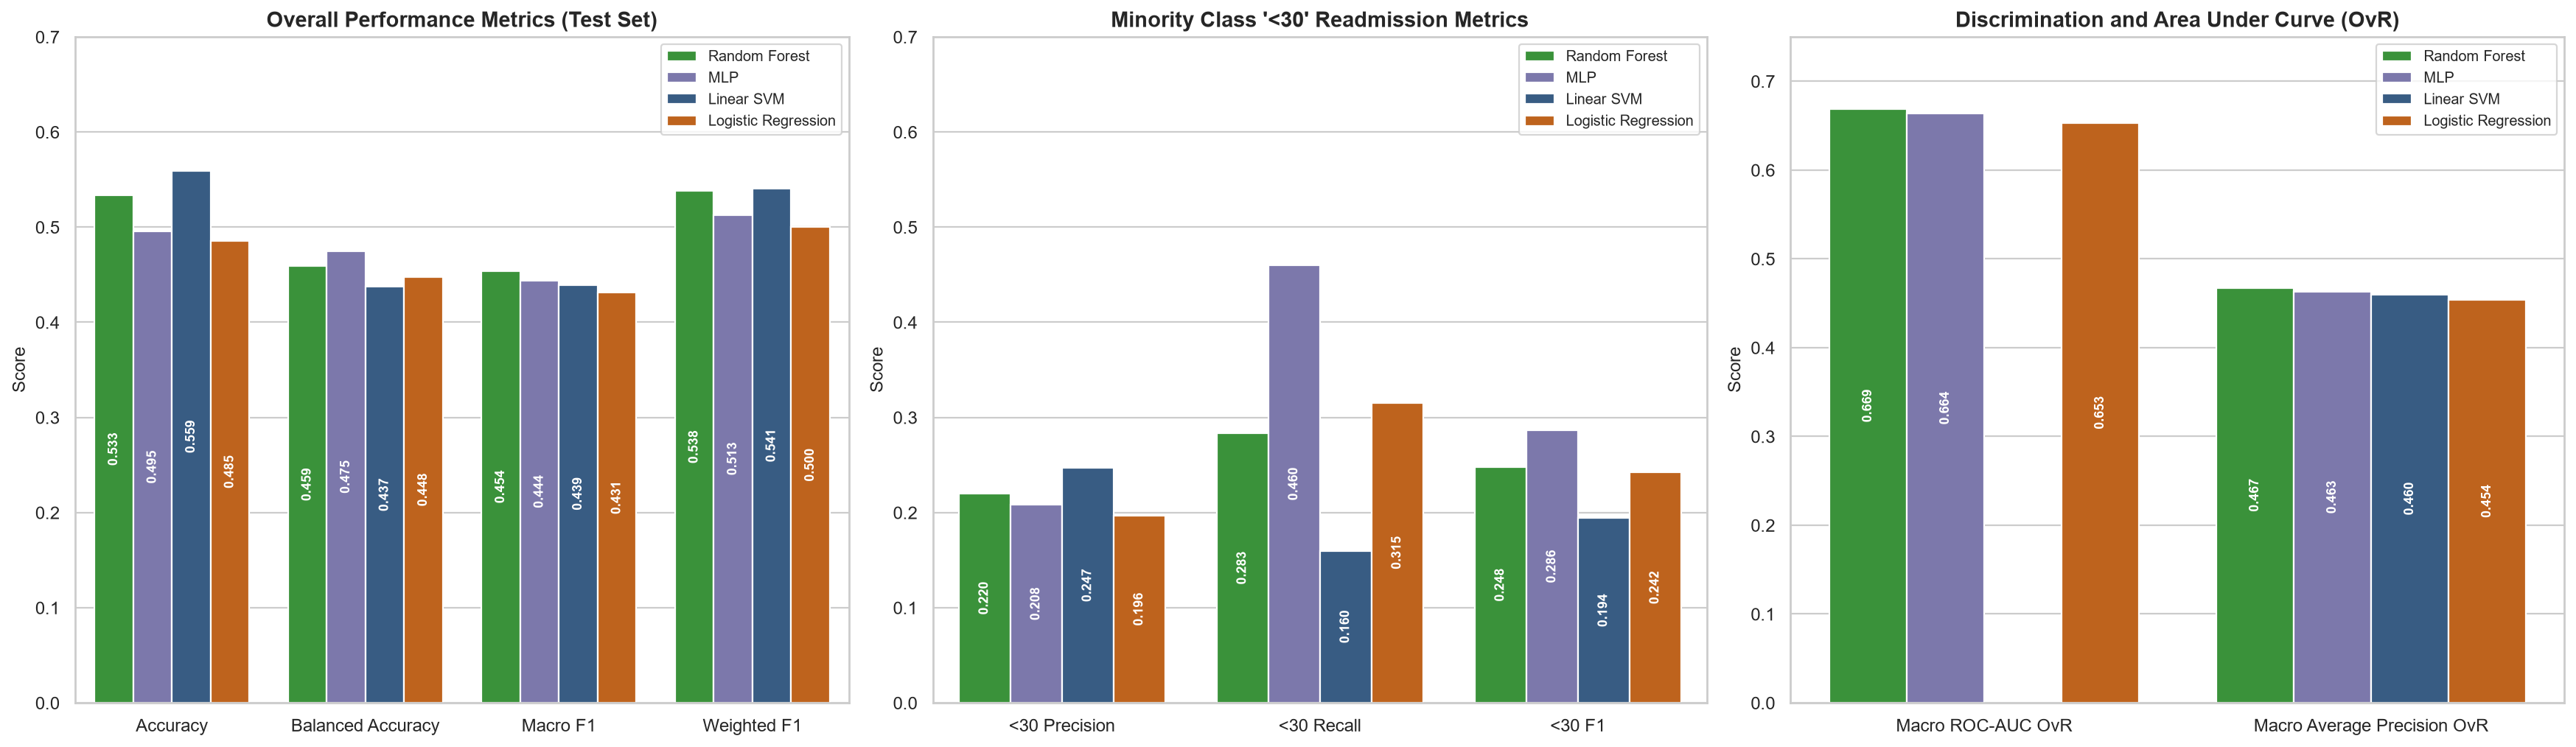 Overall Performance Metrics (Test Set)
Score
0.7
0.6
0.5
0.4
0.3
0.2
0.1
0.0
Random Forest
MLP
Linear SVM
Logistic Regression
0.533
0.495
0.559
0.485
0.459
0.475
0.437
0.448
0.454
0.444
0.439
0.431
0.538
0.513
0.541
0.500
Accuracy
Balanced Accuracy
Macro F1
Weighted F1
Minority Class '<30' Readmission Metrics
Score
0.7
0.6
0.5
0.4
0.3
0.2
0.1
0.0
Random Forest
MLP
Linear SVM
Logistic Regression
0.220
0.208
0.247
0.196
0.283
0.460
0.160
0.315
0.248
0.286
0.194
0.242
<30 Precision
<30 Recall
<30 F1
Discrimination and Area Under Curve (OvR)
Score
0.7
0.6
0.5
0.4
0.3
0.2
0.1
0.0
Random Forest
MLP
Linear SVM
Logistic Regression
0.669
0.664
0.653
0.467
0.463
0.460
0.454
Macro ROC-AUC OvR
Macro Average Precision OvR